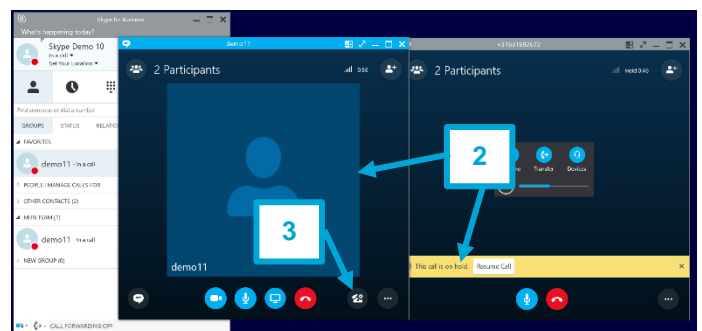 Skype for Business
What's happening today?
Skype Demo 10
In a call
Set Your Location
Find someone or dial a number
GROUPS STATUS
FAVORITES
demo11 - In a call
PEOPLE I MANAGE CALLS FOR
OTHER CONTACTS (2)
MIJN TEAM (1)
demo11 In a call
NEW GROUP (0)
CALL FORWARDING OFF
demo11
2 Participants
0:30
demo11
3
+31631692672
2 Participants
Hold 0:40
2
Transfer
Devices
This call is on hold.
Resume Call